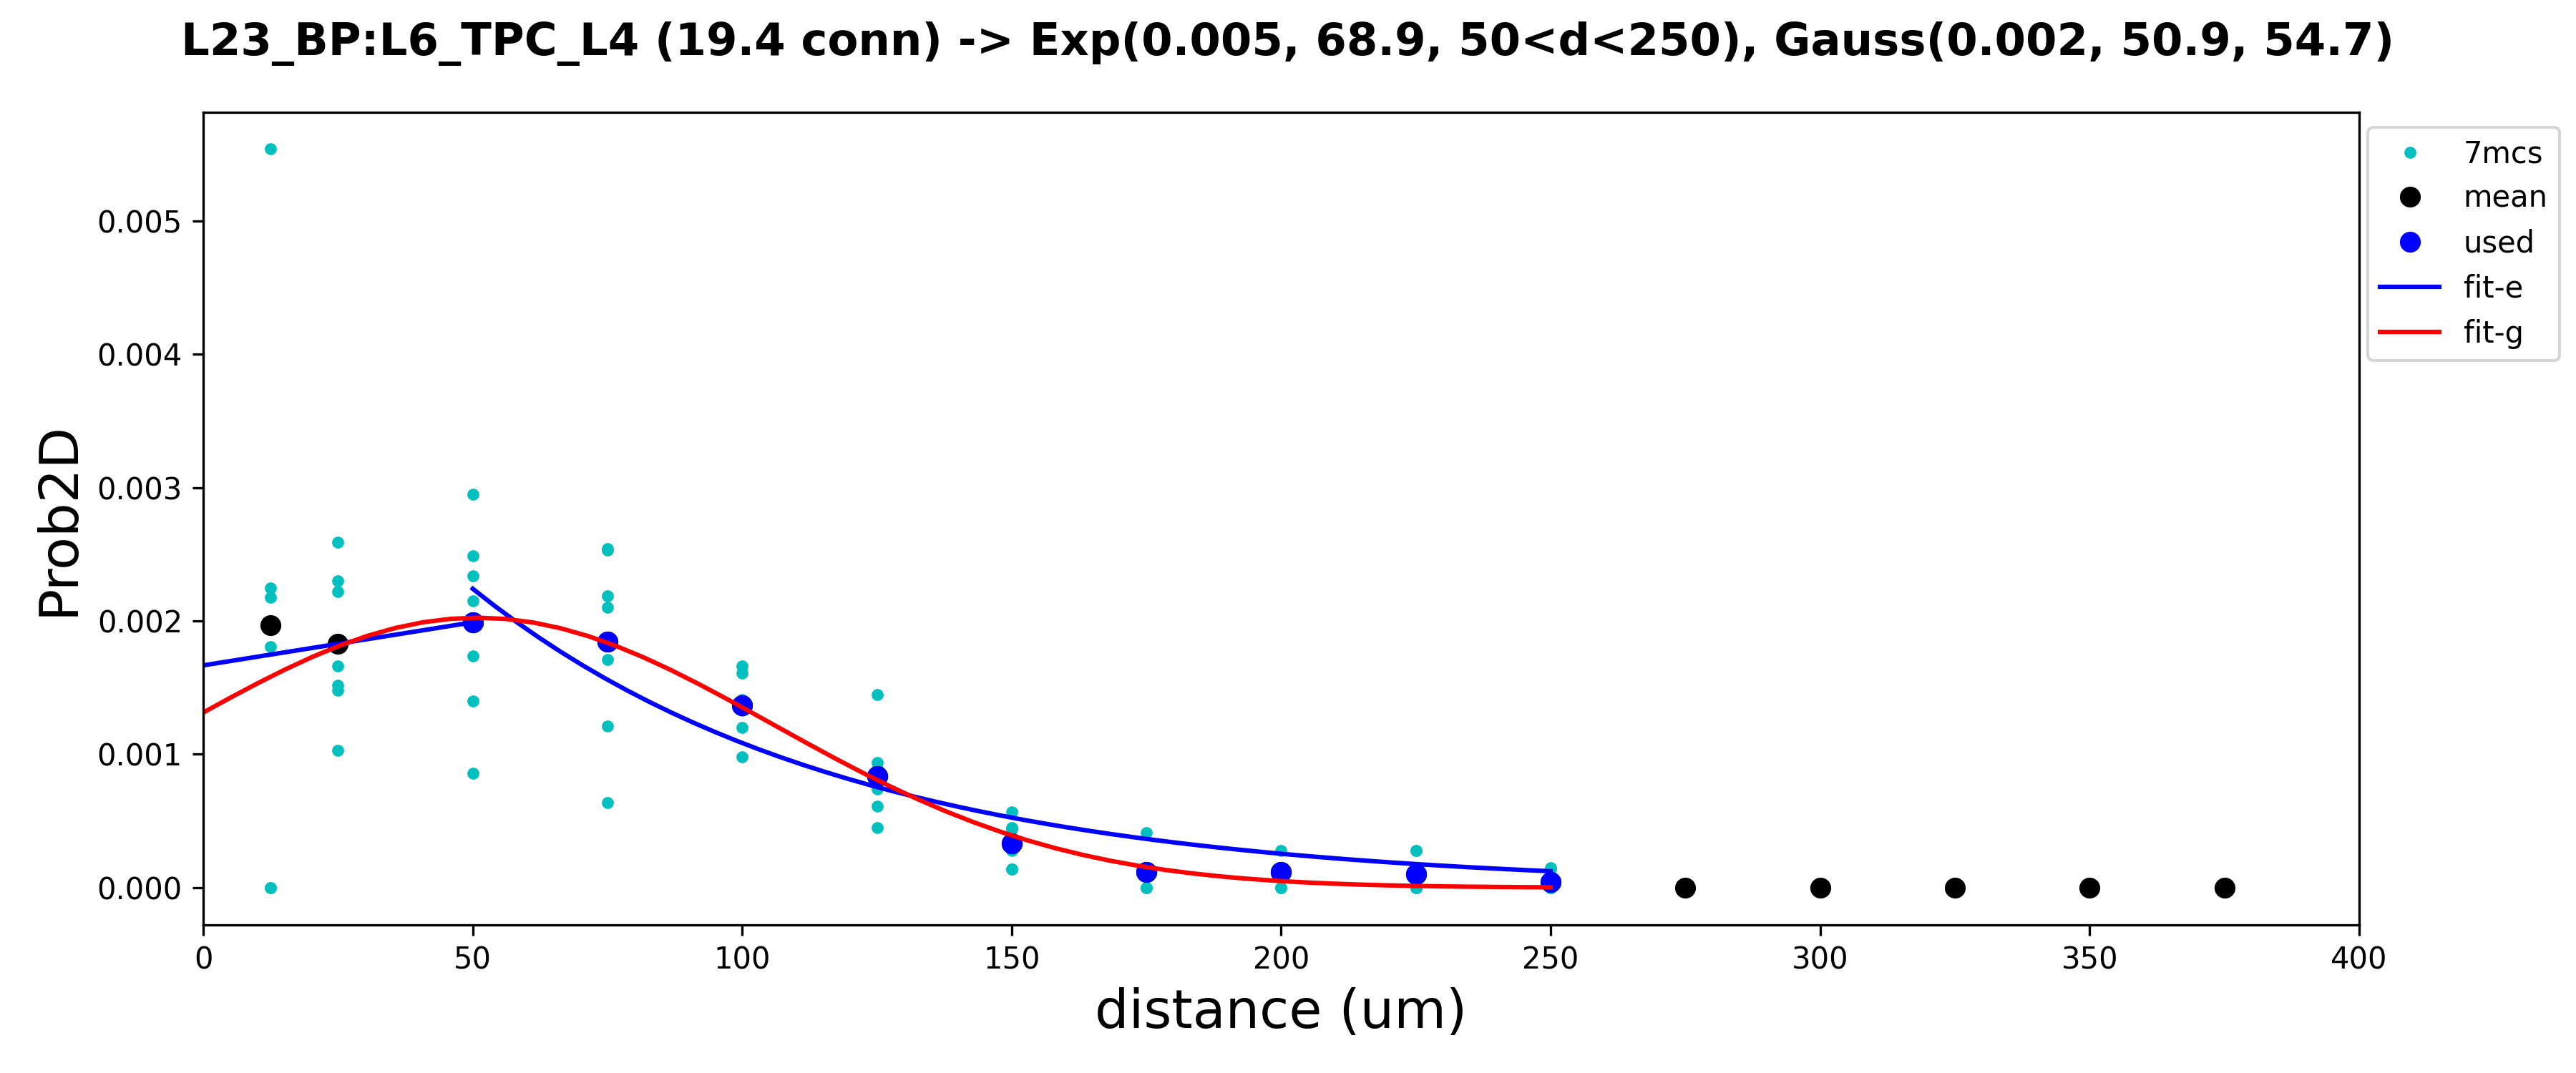 L23_BP:L6_TPC_L4 (19.4 conn) -> Exp(0.005, 68.9, 50<d<250), Gauss(0.002, 50.9, 54.7)
7mcs
mean
used
fit-e
fit-g
Prob2D
0.005
0.004
0.003
0.002
0.001
0.000
0 50 100 150 200 250 300 350 400
distance (um)